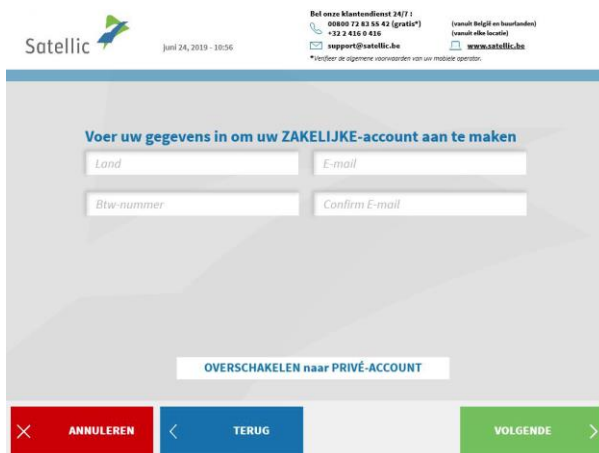 Satellic
juni 24, 2019 - 10:56
Bel onze klantendienst 24/7 :
00800 72 83 55 42 (gratis*) (vanuit België en buurlanden)
+32 2 416 0 416 (vanuit elke locatie)
support@satellic.be www.satellic.be
*Verifieer de algemene voorwaarden van uw mobiele operator.
Voer uw gegevens in om uw ZAKELIJKE-account aan te maken
Land E-mail
Btw-nummer Confirm E-mail
OVERSCHAKELEN naar PRIVÉ-ACCOUNT
ANNULEREN TERUG VOLGENDE